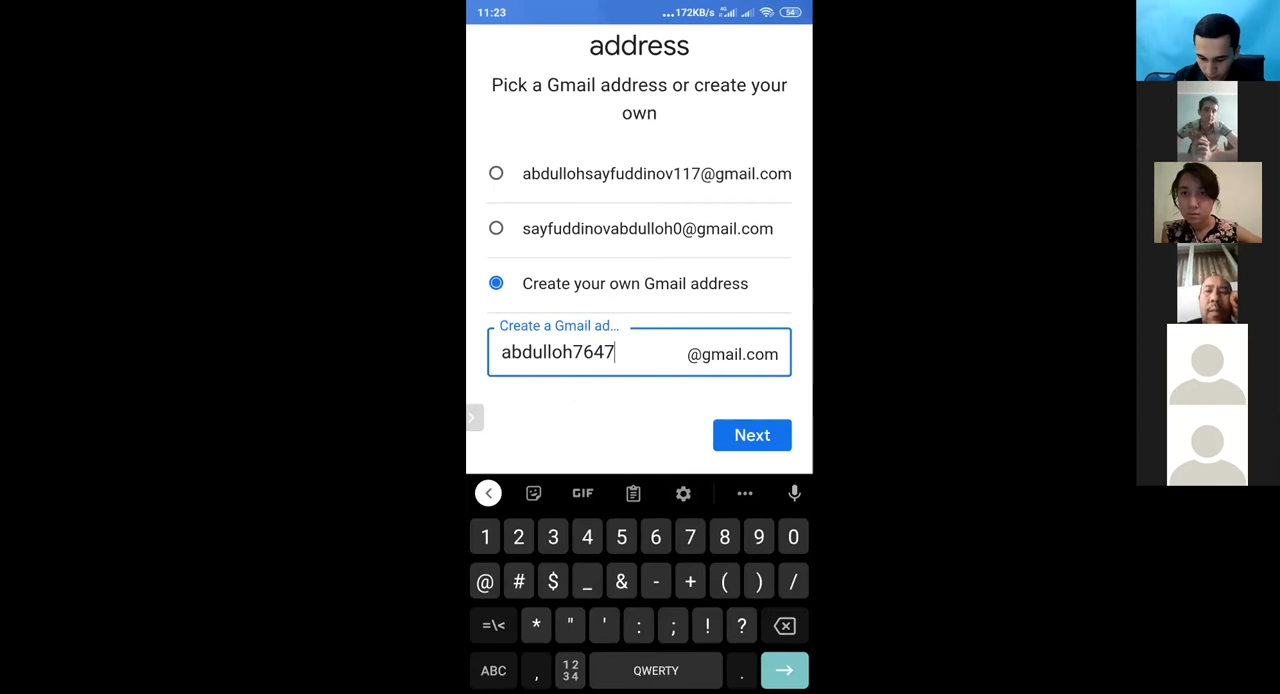 11:23 ...172KB/s 4G 54
address
Pick a Gmail address or create your
own
abdullohsayfuddinov117@gmail.com
sayfuddinovabdulloh0@gmail.com
Create your own Gmail address
Create a Gmail ad...
abdulloh7647 @gmail.com
Next
GIF
1 2 3 4 5 6 7 8 9 0
@ # $ _ & - + ( ) /
=\< * " ' : ; ! ?
ABC , 12 34 QWERTY .